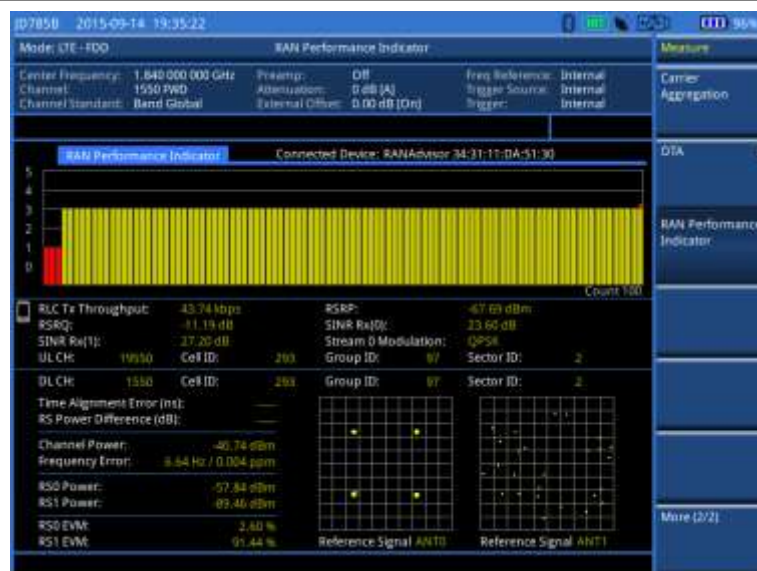 JD785B 2015-09-14 19:35:22
96%
Mode: LTE - FDD RAN Performance Indicator
Center Frequency: 1.840 000 000 GHz Preamp: Off Freq Reference: Internal
Channel: 1550 FWD Attenuation: 0 dB [A] Trigger Source: Internal
Channel Standard: Band Global External Offset: 0.00 dB [On] Trigger: Internal
RAN Performance Indicator Connected Device: RANAdvisor 34:31:11:DA:51:30
5
4
3
2
1
0
Count 100
RLC Tx Throughput: 43.74 kbps RSRP: -67.69 dBm
RSRQ: -11.19 dB SINR Rx(0): 23.60 dB
SINR Rx(1): 27.20 dB Stream 0 Modulation: QPSK
UL CH: 19550 Cell ID: 293 Group ID: 97 Sector ID: 2
DL CH: 1550 Cell ID: 293 Group ID: 97 Sector ID: 2
Time Alignment Error (ns):
RS Power Difference (dB):
Channel Power: -46.74 dBm
Frequency Error: 6.64 Hz / 0.004 ppm
RS0 Power: -57.84 dBm
RS1 Power: -89.46 dBm
RS0 EVM: 2.60 %
RS1 EVM: 91.44 %
Reference Signal ANT0 Reference Signal ANT1
Measure
Carrier
Aggregation
OTA
RAN Performance
Indicator
More (2/2)